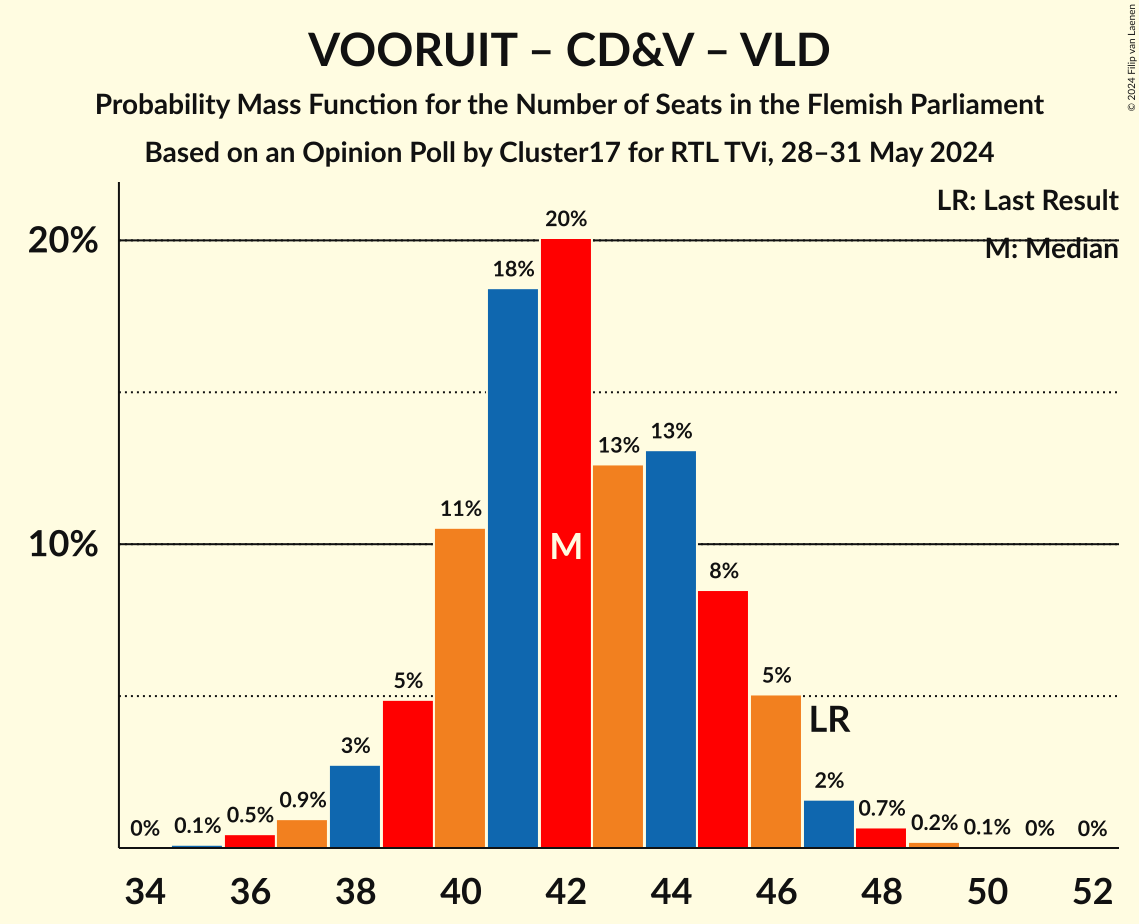 VOORUIT – CD&V – VLD
Probability Mass Function for the Number of Seats in the Flemish Parliament
Based on an Opinion Poll by Cluster17 for RTL TVi, 28–31 May 2024
© 2024 Filip van Laenen
LR: Last Result
M: Median
20%
10%
0%
0.1%
0.5%
0.9%
3%
5%
11%
18%
20%
13%
13%
8%
5%
2%
0.7%
0.2%
0.1%
0%
0%
M
LR
34 36 38 40 42 44 46 48 50 52